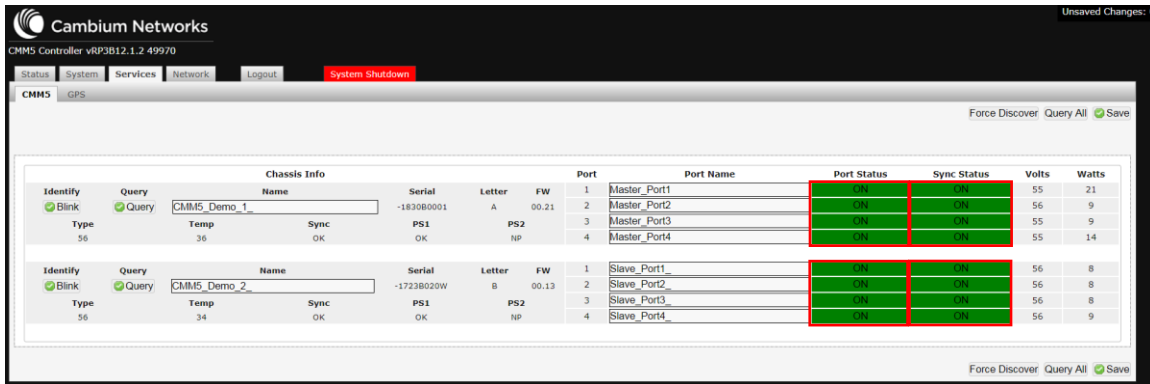 Unsaved Changes:
Cambium Networks
CMM5 Controller vRP3B12.1.2 49970
Status System Services Network Logout System Shutdown
CMM5 GPS
Force Discover Query All Save
Chassis Info Port Port Name Port Status Sync Status Volts Watts
Identify Query Name Serial Letter FW 1 Master_Port1 ON ON 55 21
Blink Query CMM5_Demo_1_ -1830B0001 A 00.21 2 Master_Port2 ON ON 56 9
Type Temp Sync PS1 PS2 3 Master_Port3 ON ON 55 9
56 36 OK OK NP 4 Master_Port4 ON ON 55 14
Identify Query Name Serial Letter FW 1 Slave_Port1_ ON ON 56 8
Blink Query CMM5_Demo_2_ -1723B020W B 00.13 2 Slave_Port2_ ON ON 56 8
Type Temp Sync PS1 PS2 3 Slave_Port3_ ON ON 56 8
56 34 OK OK NP 4 Slave_Port4_ ON ON 56 9
Force Discover Query All Save